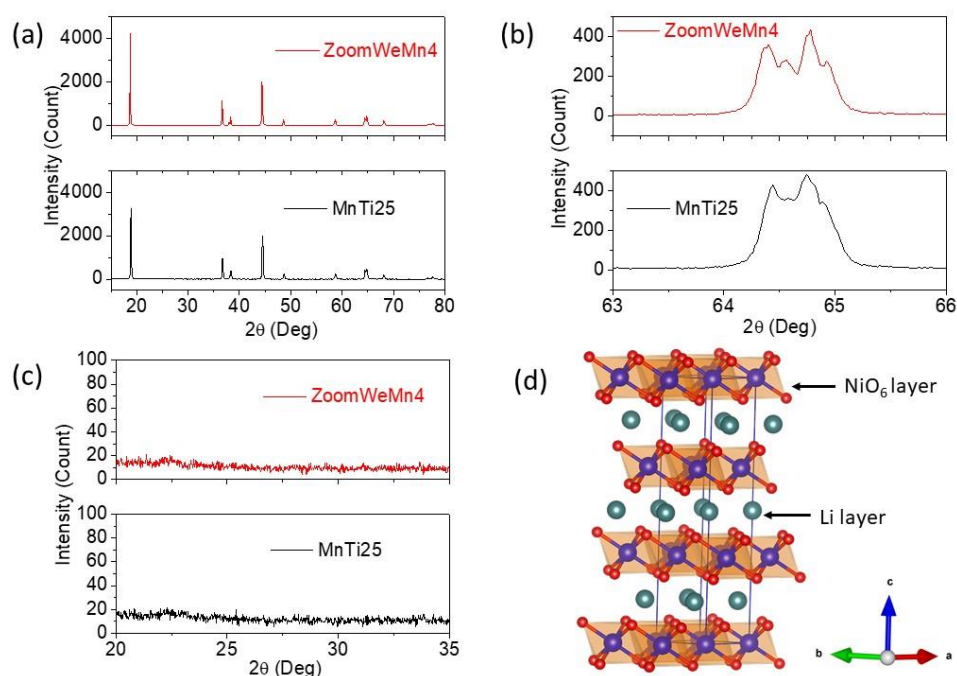 (a)
4000
ZoomWeMn4
2000
0
4000
MnTi25
2000
0
Intensity (Count)
20 30 40 50 60 70 80
2θ (Deg)
(b)
ZoomWeMn4
400
200
0
MnTi25
400
200
0
Intensity (Count)
63 64 65 66
2θ (Deg)
(c)
100
80
60
40
20
0
ZoomWeMn4
100
80
60
40
20
0
MnTi25
Intensity (Count)
20 25 30 35
2θ (Deg)
(d)
NiO₆ layer
Li layer
c
b
a